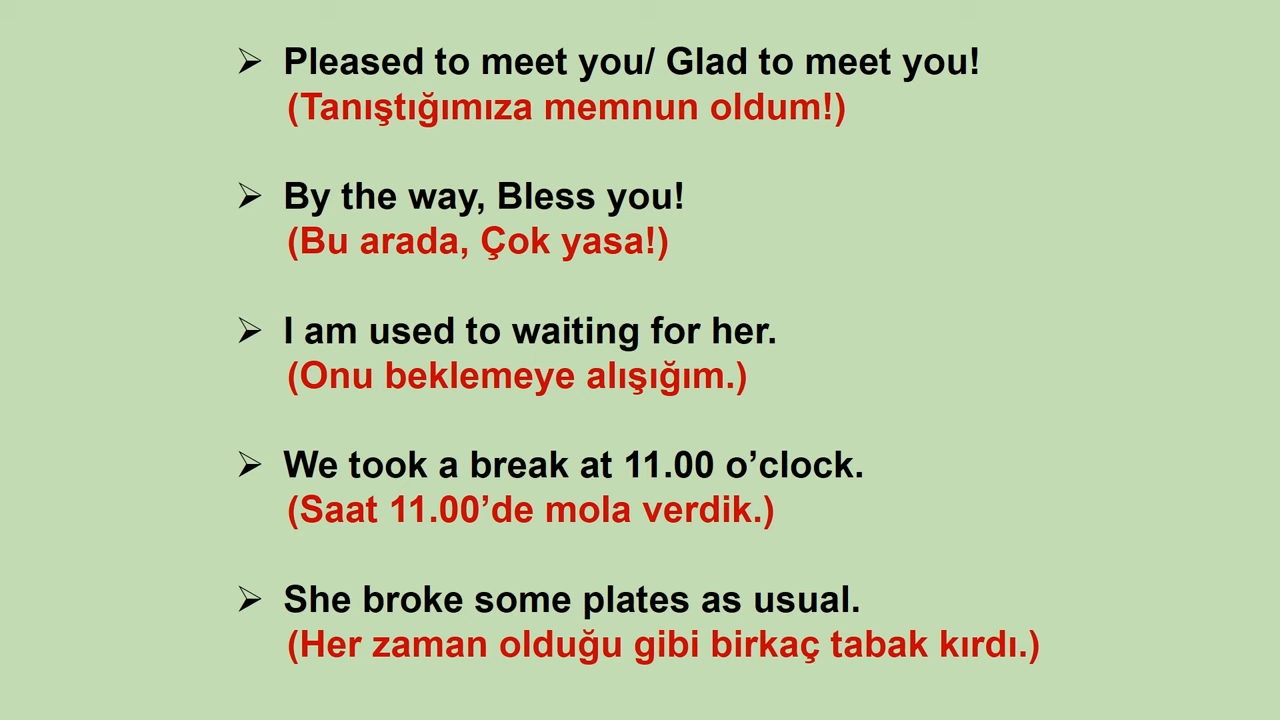 ➢ Pleased to meet you/ Glad to meet you!
(Tanıştığımıza memnun oldum!)
➢ By the way, Bless you!
(Bu arada, Çok yasa!)
➢ I am used to waiting for her.
(Onu beklemeye alışığım.)
➢ We took a break at 11.00 o’clock.
(Saat 11.00’de mola verdik.)
➢ She broke some plates as usual.
(Her zaman olduğu gibi birkaç tabak kırdı.)